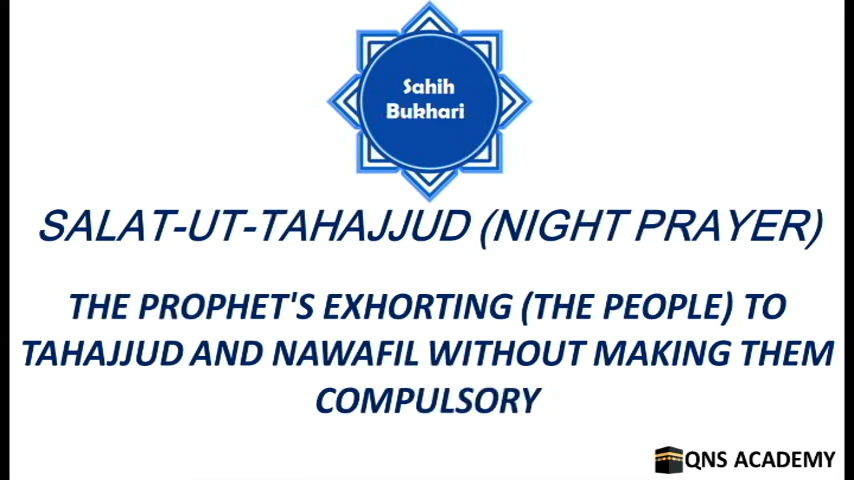 Sahih
Bukhari
SALAT-UT-TAHAJJUD (NIGHT PRAYER)
THE PROPHET'S EXHORTING (THE PEOPLE) TO
TAHAJJUD AND NAWAFIL WITHOUT MAKING THEM
COMPULSORY
QNS ACADEMY